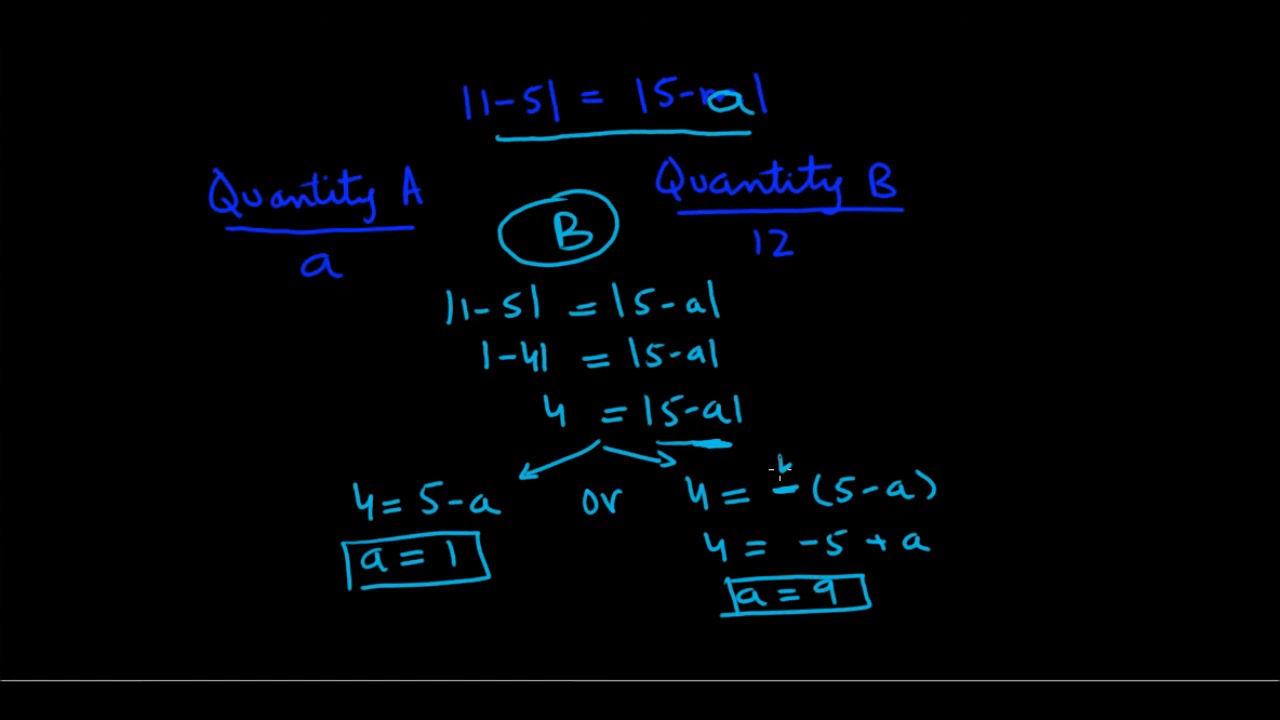 |1-5| = |5-a|
Quantity A
Quantity B
a
B
12
|1-5| = |5-a|
|-4| = |5-a|
4 = |5-a|
4 = 5-a or 4 = -(5-a)
a = 1
4 = -5 + a
a = 9